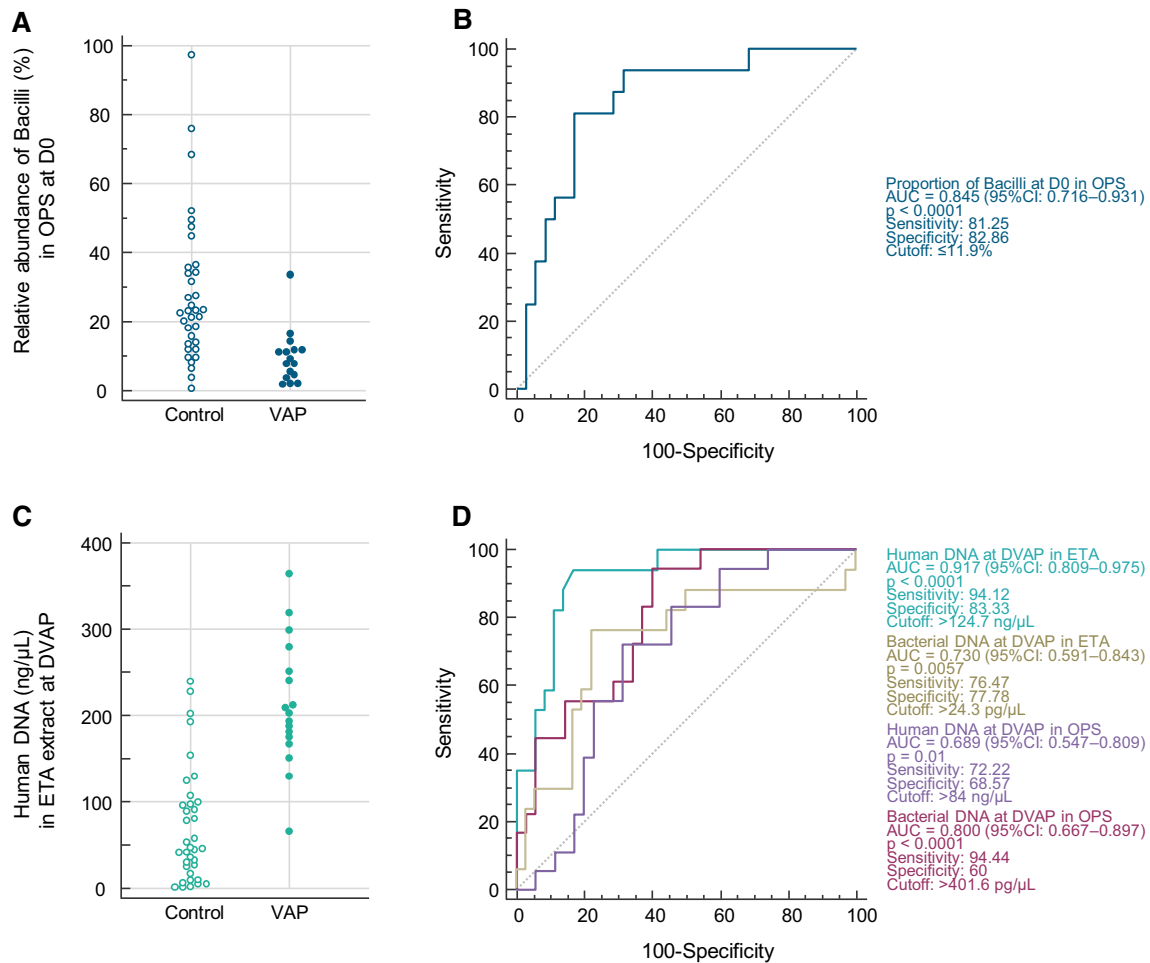 A
Relative abundance of Bacilli (%)
in OPS at D0
100
80
60
40
20
0
Control
VAP
B
Sensitivity
100
80
60
40
20
0
0
20
40
60
80
100
100-Specificity
Proportion of Bacilli at D0 in OPS
AUC = 0.845 (95%CI: 0.716–0.931)
p < 0.0001
Sensitivity: 81.25
Specificity: 82.86
Cutoff: ≤11.9%
C
Human DNA (ng/µL)
in ETA extract at DVAP
400
300
200
100
0
Control
VAP
D
Sensitivity
100
80
60
40
20
0
0
20
40
60
80
100
100-Specificity
Human DNA at DVAP in ETA
AUC = 0.917 (95%CI: 0.809–0.975)
p < 0.0001
Sensitivity: 94.12
Specificity: 83.33
Cutoff: >124.7 ng/µL
Bacterial DNA at DVAP in ETA
AUC = 0.730 (95%CI: 0.591–0.843)
p = 0.0057
Sensitivity: 76.47
Specificity: 77.78
Cutoff: >24.3 pg/µL
Human DNA at DVAP in OPS
AUC = 0.689 (95%CI: 0.547–0.809)
p = 0.01
Sensitivity: 72.22
Specificity: 68.57
Cutoff: >84 ng/µL
Bacterial DNA at DVAP in OPS
AUC = 0.800 (95%CI: 0.667–0.897)
p < 0.0001
Sensitivity: 94.44
Specificity: 60
Cutoff: >401.6 pg/µL